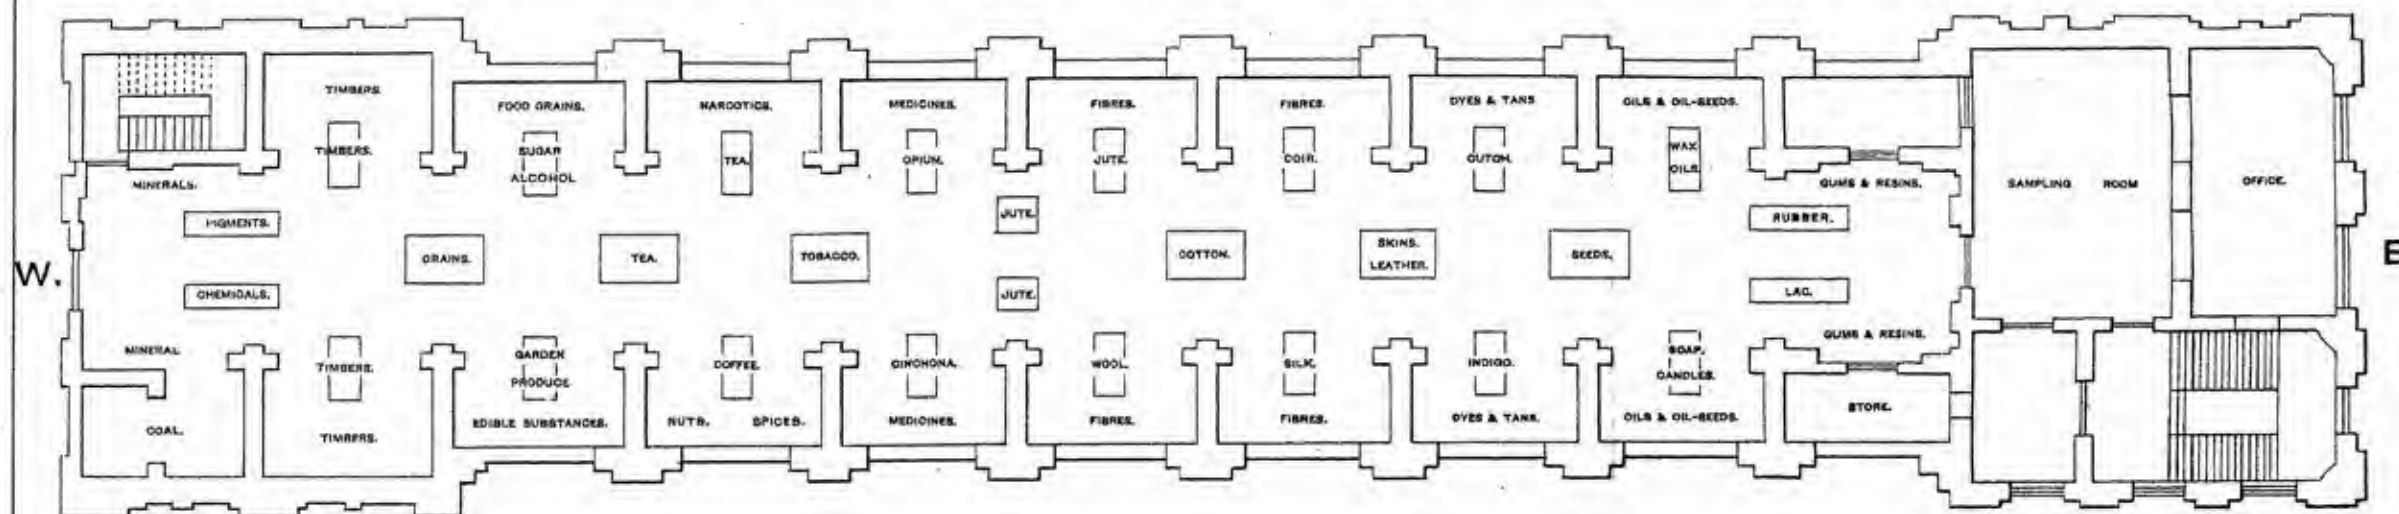 TIMBERS.
FOOD GRAINS.
NARCOTICS.
MEDICINES.
FIBRES.
FIBRES.
DYES & TANS
OILS & OIL-SEEDS.
TIMBERS.
SUGAR
ALCOHOL
TEA.
OPIUM.
JUTE.
COIR.
CUTCH.
WAX
OILS.
MINERALS.
GUMS & RESINS.
SAMPLING ROOM
OFFICE.
PIGMENTS.
JUTE.
RUBBER.
W.
GRAINS.
TEA.
TOBACCO.
COTTON.
SKINS.
LEATHER.
SEEDS.
E
CHEMICALS.
JUTE.
LAC.
MINERAL
GUMS & RESINS.
TIMBERS.
GARDEN
PRODUCE
COFFEE.
CINCHONA.
WOOL.
SILK.
INDIGO.
SOAP.
CANDLES.
COAL.
TIMBERS.
EDIBLE SUBSTANCES.
NUTS. SPICES.
MEDICINES.
FIBRES.
FIBRES.
DYES & TANS.
OILS & OIL-SEEDS.
STORE.